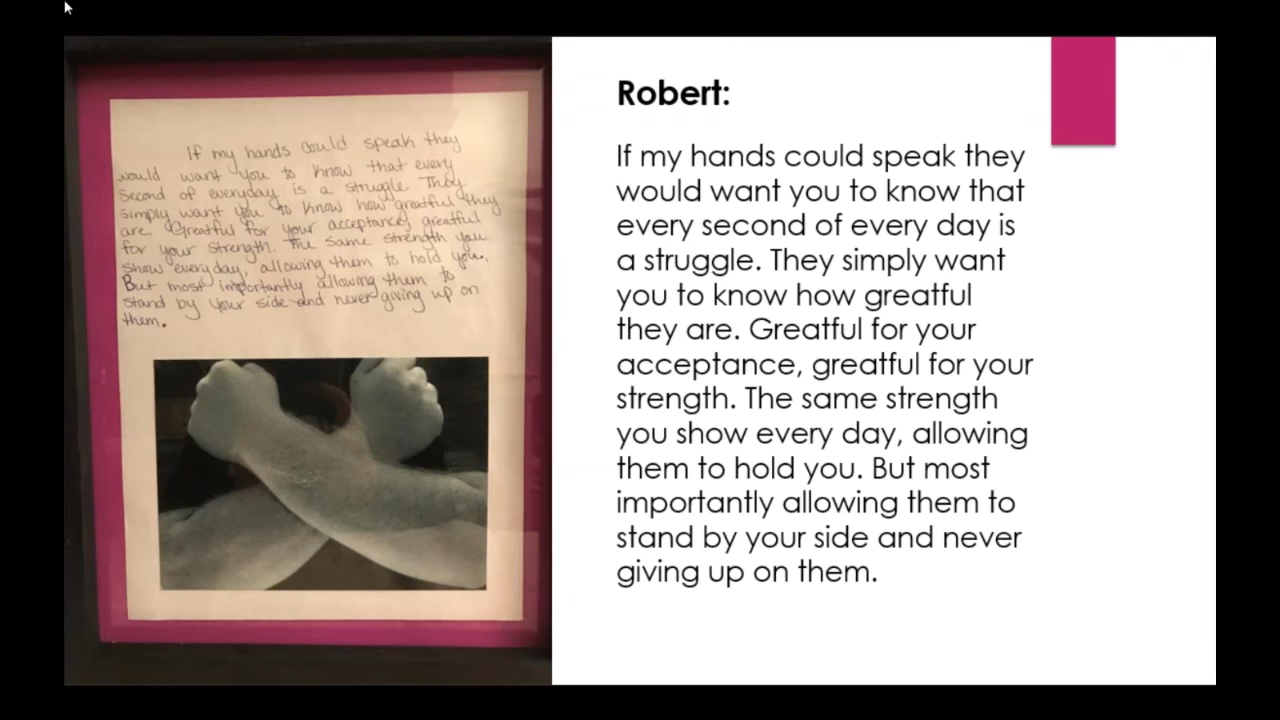 If my hands could speak they
would want you to know that every
second of everyday is a struggle. They
simply want you to know how greatful they
are. Greatful for your acceptance, greatful
for your strength. The same strength you
show everyday, allowing them to hold you.
But most importantly allowing them to
stand by your side and never giving up on
them.
Robert:
If my hands could speak they
would want you to know that
every second of every day is
a struggle. They simply want
you to know how greatful
they are. Greatful for your
acceptance, greatful for your
strength. The same strength
you show every day, allowing
them to hold you. But most
importantly allowing them to
stand by your side and never
giving up on them.